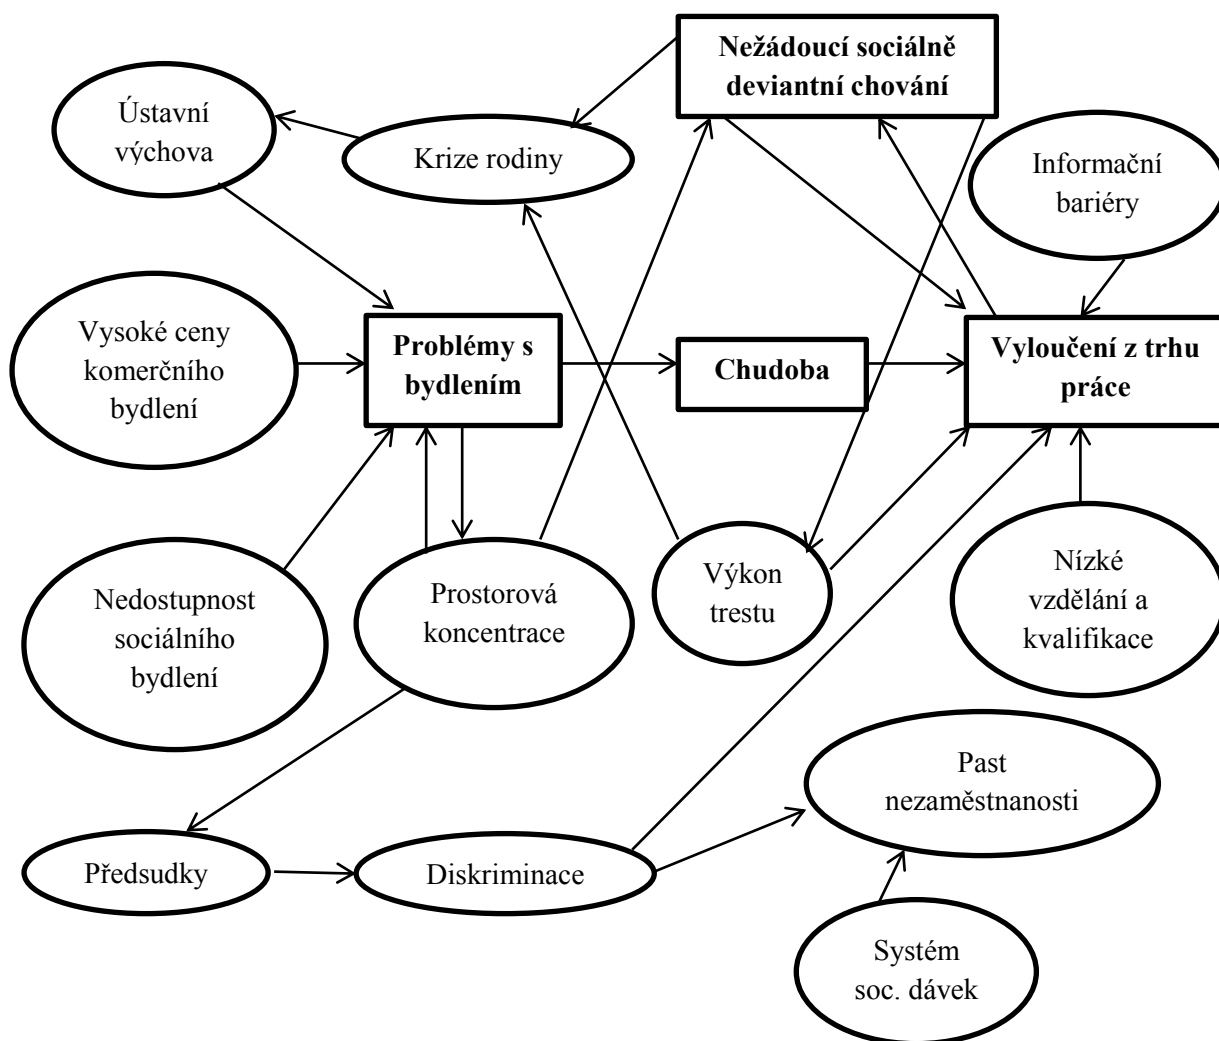 Nežádoucí sociálně
deviantní chování
Ústavní
výchova
Krize rodiny
Informační
bariéry
Vysoké ceny
komerčního
bydlení
Problémy s
bydlením
Chudoba
Vyloučení z trhu
práce
Nedostupnost
sociálního
bydlení
Prostorová
koncentrace
Výkon
trestu
Nízké
vzdělání a
kvalifikace
Past
nezaměstnanosti
Předsudky
Diskriminace
Systém
soc. dávek